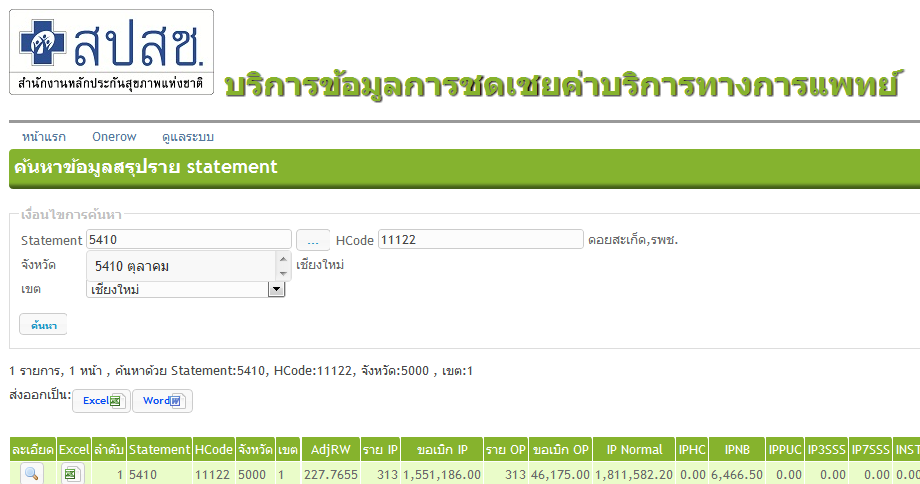 สปสช.
สำนักงานหลักประกันสุขภาพแห่งชาติ
บริการข้อมูลการชดเชยค่าบริการทางการแพทย์
หน้าแรก Onerow ดูแลระบบ
ค้นหาข้อมูลสรุปราย statement
เงื่อนไขการค้นหา
Statement 5410 ... HCode 11122 ดอยสะเก็ด,รพช.
จังหวัด 5410 ตุลาคม เชียงใหม่
เขต เชียงใหม่
ค้นหา
1 รายการ, 1 หน้า , ค้นหาด้วย Statement:5410, HCode:11122, จังหวัด:5000 , เขต:1
ส่งออกเป็น: Excel Word
ละเอียด Excel ลำดับ Statement HCode จังหวัด เขต AdjRW ราย IP ขอเบิก IP ราย OP ขอเบิก OP IP Normal IPHC IPNB IPPUC IP3SSS IP7SSS INST
1 5410 11122 5000 1 227.7655 313 1,551,186.00 313 46,175.00 1,811,582.20 0.00 6,466.50 0.00 0.00 0.00 0.00